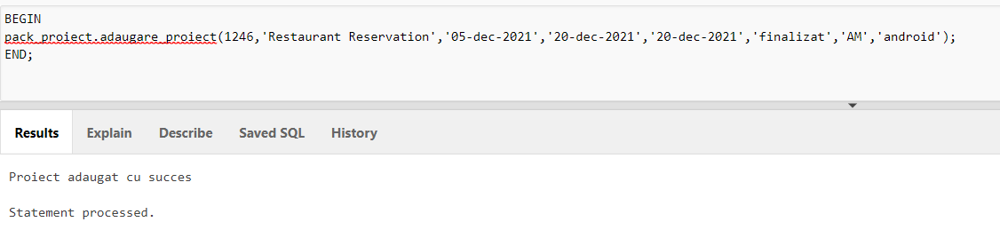 BEGIN
pack_proiect.adaugare_proiect(1246,'Restaurant Reservation','05-dec-2021','20-dec-2021','20-dec-2021','finalizat','AM','android');
END;
Results Explain Describe Saved SQL History
Proiect adaugat cu succes
Statement processed.